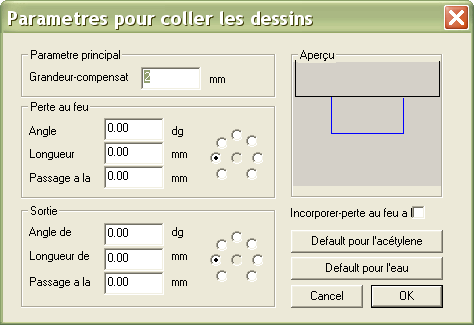 Parametres pour coller les dessins
Parametre principal
Grandeur-compensat 2 mm
Perte au feu
Angle 0.00 dg
Longueur 0.00 mm
Passage a la 0.00 mm
Sortie
Angle de 0.00 dg
Longueur de 0.00 mm
Passage a la 0.00 mm
Aperçu
Incorporer-perte au feu a l
Default pour l'acétylene
Default pour l'eau
Cancel OK